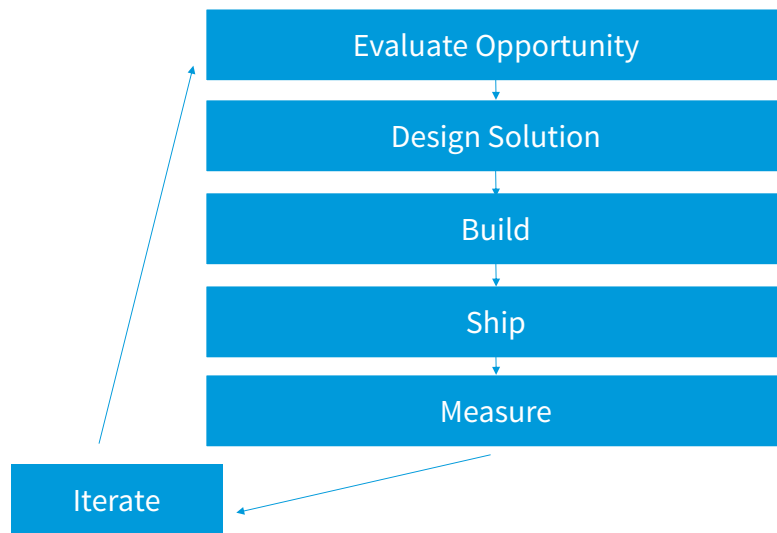 Evaluate Opportunity
Design Solution
Build
Ship
Measure
Iterate